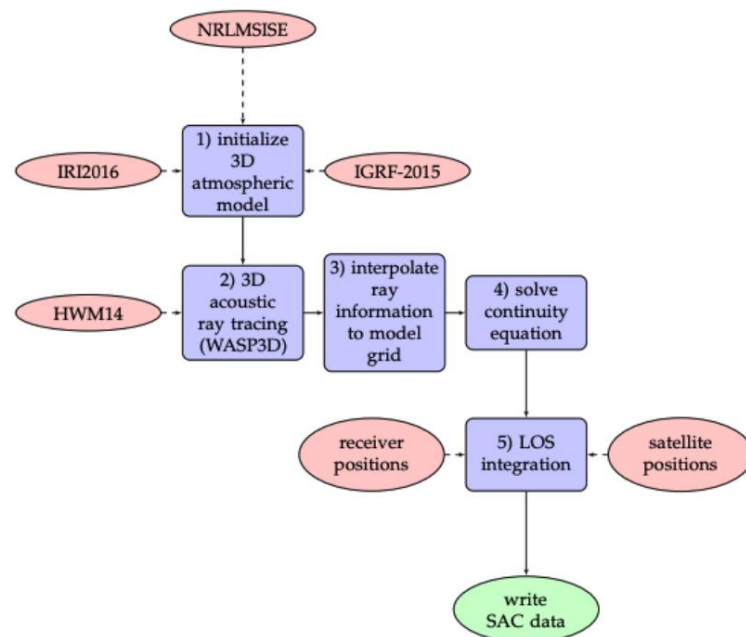 NRLMSISE
1) initialize
3D
atmospheric
model
IRI2016
IGRF-2015
HWM14
2) 3D
acoustic
ray tracing
(WASP3D)
3) interpolate
ray
information
to model
grid
4) solve
continuity
equation
receiver
positions
5) LOS
integration
satellite
positions
write
SAC data